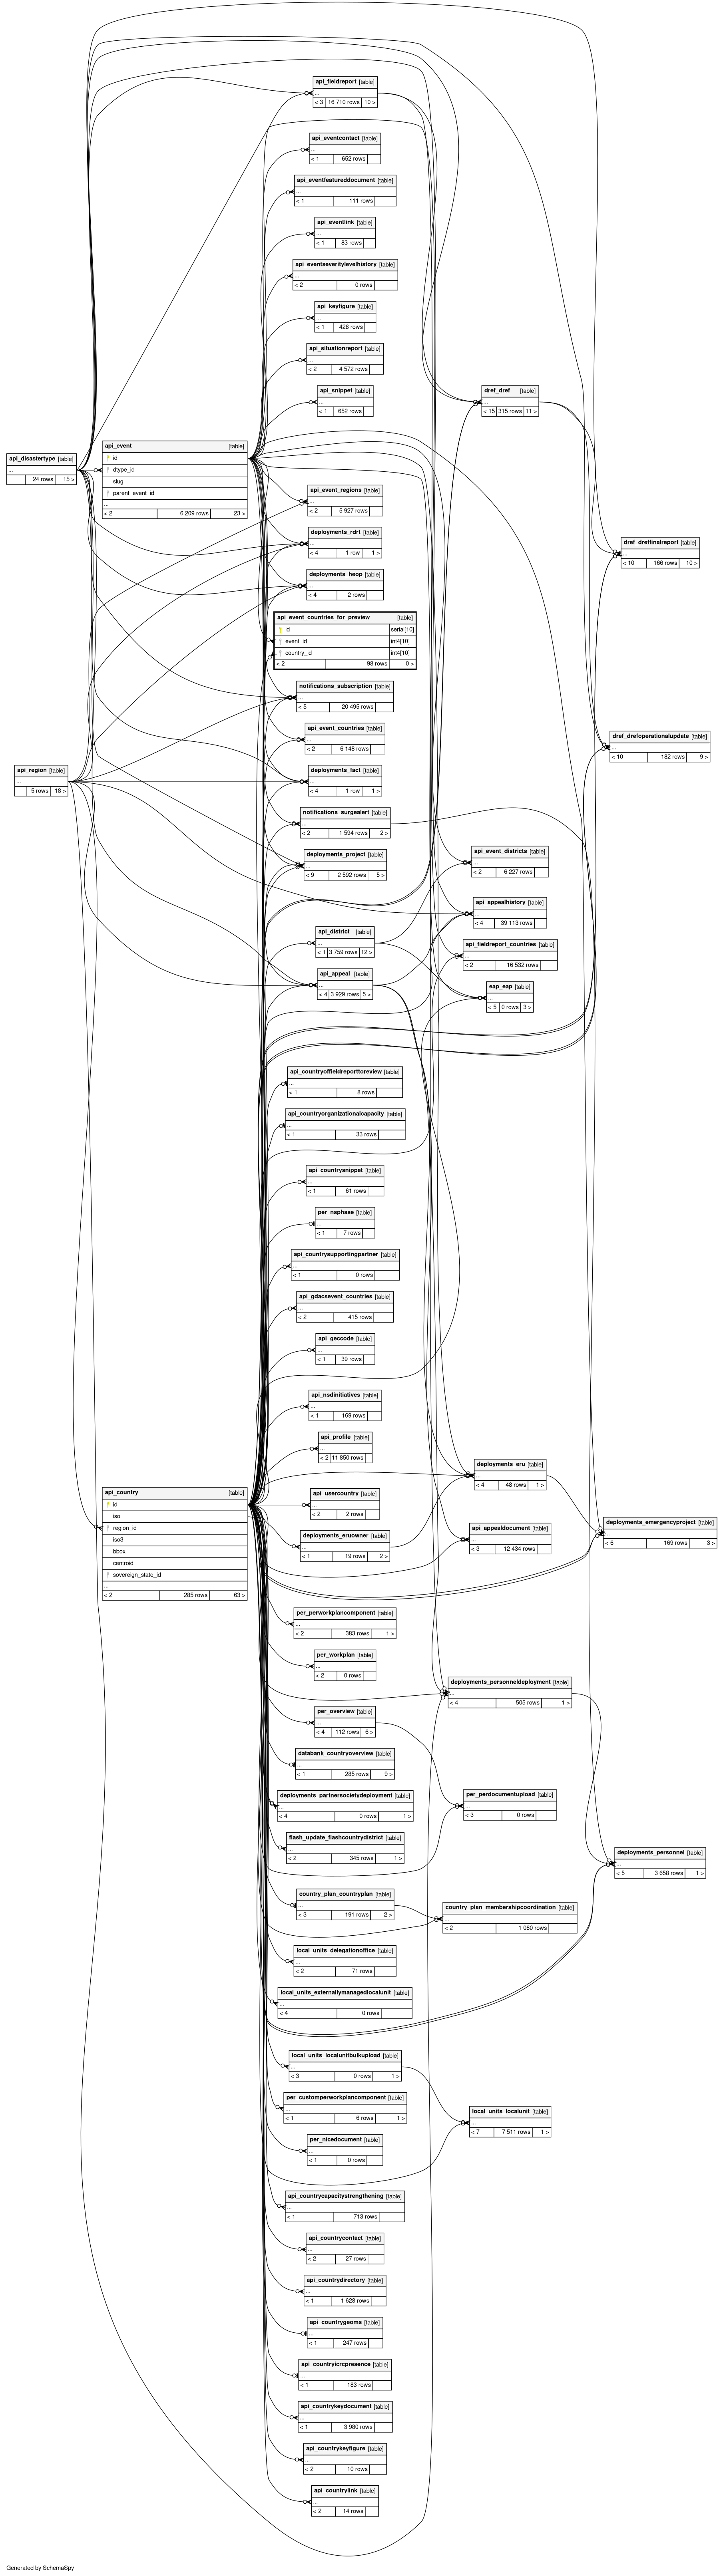 api_fieldreport [table]
...
< 3 16 710 rows 10 >
api_eventcontact [table]
...
< 1 652 rows
api_eventfeatureddocument [table]
...
< 1 111 rows
api_eventlink [table]
...
< 1 83 rows
api_eventseveritylevelhistory [table]
...
< 2 0 rows
api_keyfigure [table]
...
< 1 428 rows
api_situationreport [table]
...
< 2 4 572 rows
api_snippet [table]
...
< 1 652 rows
dref_dref [table]
...
< 15 315 rows 11 >
api_disastertype [table]
...
24 rows 15 >
api_event [table]
id
dtype_id
slug
parent_event_id
...
< 2 6 209 rows 23 >
api_event_regions [table]
...
< 2 5 927 rows
deployments_rdrt [table]
...
< 4 1 row 1 >
dref_dreffinalreport [table]
...
< 10 166 rows 10 >
deployments_heop [table]
...
< 4 2 rows
api_event_countries_for_preview [table]
id serial[10]
event_id int4[10]
country_id int4[10]
< 2 98 rows 0 >
notifications_subscription [table]
...
< 5 20 495 rows
api_event_countries [table]
...
< 2 6 148 rows
dref_drefoperationalupdate [table]
...
< 10 182 rows 9 >
api_region [table]
...
5 rows 18 >
deployments_fact [table]
...
< 4 1 row 1 >
notifications_surgealert [table]
...
< 2 1 594 rows 2 >
deployments_project [table]
...
< 9 2 592 rows 5 >
api_event_districts [table]
...
< 2 6 227 rows
api_appealhistory [table]
...
< 4 39 113 rows
api_district [table]
...
< 1 3 759 rows 12 >
api_fieldreport_countries [table]
...
< 2 16 532 rows
api_appeal [table]
...
< 4 3 929 rows 5 >
eap_eap [table]
...
< 5 0 rows 3 >
api_countryoffieldreporttoreview [table]
...
< 1 8 rows
api_countryorganizationalcapacity [table]
...
< 1 33 rows
api_countrysnippet [table]
...
< 1 61 rows
per_nsphase [table]
...
< 1 7 rows
api_countrysupportingpartner [table]
...
< 1 0 rows
api_gdacsevent_countries [table]
...
< 2 415 rows
api_geccode [table]
...
< 1 39 rows
api_nsdinitiatives [table]
...
< 1 169 rows
api_profile [table]
...
< 2 11 850 rows
deployments_eru [table]
...
< 4 48 rows 1 >
api_country [table]
id
iso
region_id
iso3
bbox
centroid
sovereign_state_id
...
< 2 285 rows 63 >
api_usercountry [table]
...
< 2 2 rows
deployments_eruowner [table]
...
< 1 19 rows 2 >
api_appealdocument [table]
...
< 3 12 434 rows
deployments_emergencyproject [table]
...
< 6 169 rows 3 >
per_perworkplancomponent [table]
...
< 2 383 rows 1 >
per_workplan [table]
...
< 2 0 rows
deployments_personneldeployment [table]
...
< 4 505 rows 1 >
per_overview [table]
...
< 4 112 rows 6 >
databank_countryoverview [table]
...
< 1 285 rows 9 >
deployments_partnersocietydeployment [table]
...
< 4 0 rows 1 >
per_perdocumentupload [table]
...
< 3 0 rows
flash_update_flashcountrydistrict [table]
...
< 2 345 rows 1 >
deployments_personnel [table]
...
< 5 3 658 rows 1 >
country_plan_countryplan [table]
...
< 3 191 rows 2 >
country_plan_membershipcoordination [table]
...
< 2 1 080 rows
local_units_delegationoffice [table]
...
< 2 71 rows
local_units_externallymanagedlocalunit [table]
...
< 4 0 rows
local_units_localunitbulkupload [table]
...
< 3 0 rows 1 >
per_customperworkplancomponent [table]
...
< 1 6 rows 1 >
local_units_localunit [table]
...
< 7 7 511 rows 1 >
per_nicedocument [table]
...
< 1 0 rows
api_countrycapacitystrengthening [table]
...
< 1 713 rows
api_countrycontact [table]
...
< 2 27 rows
api_countrydirectory [table]
...
< 1 1 628 rows
api_countrygeoms [table]
...
< 1 247 rows
api_countryicrcpresence [table]
...
< 1 183 rows
api_countrykeydocument [table]
...
< 1 3 980 rows
api_countrykeyfigure [table]
...
< 2 10 rows
api_countrylink [table]
...
< 2 14 rows
Generated by SchemaSpy